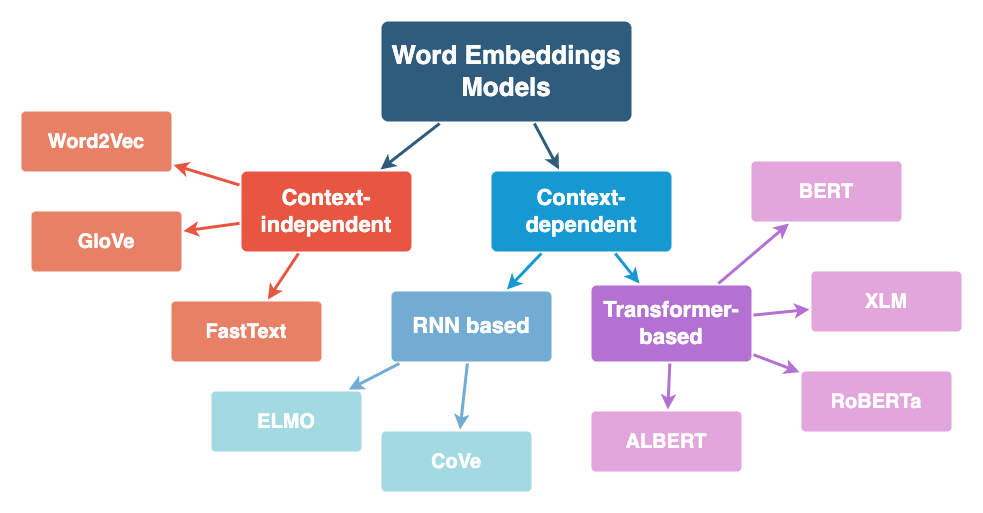 Word Embeddings
Models
Word2Vec
Context-
independent
Context-
dependent
BERT
GloVe
FastText
RNN based
Transformer-
based
XLM
RoBERTa
ELMO
CoVe
ALBERT